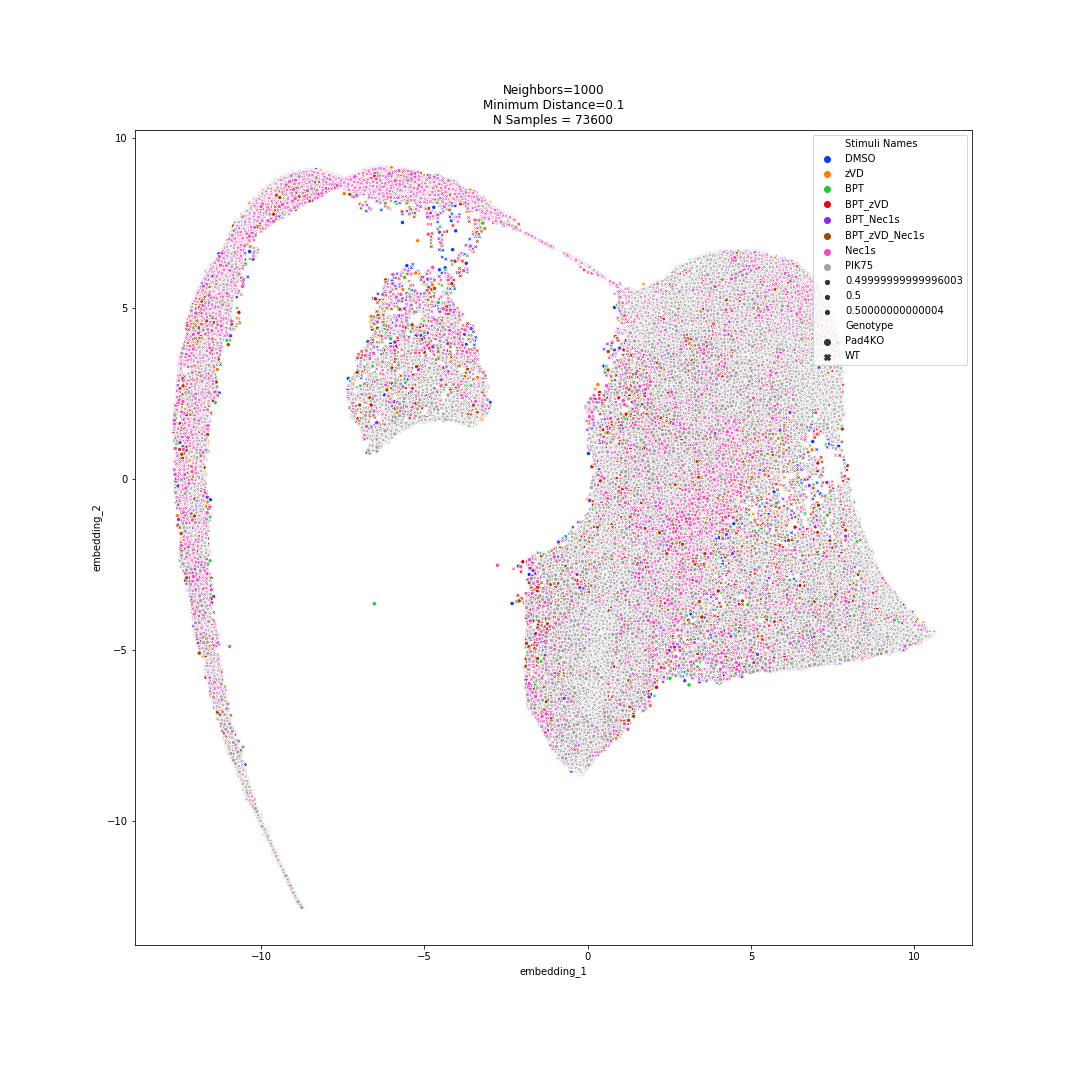 Neighbors=1000
Minimum Distance=0.1
N Samples = 73600
Stimuli Names
DMSO
zVD
BPT
BPT_zVD
BPT_Nec1s
BPT_zVD_Nec1s
Nec1s
PIK75
0.49999999999996003
0.5
0.50000000000004
Genotype
Pad4KO
WT
10
5
0
−5
−10
embedding_2
−10
−5
0
5
10
embedding_1